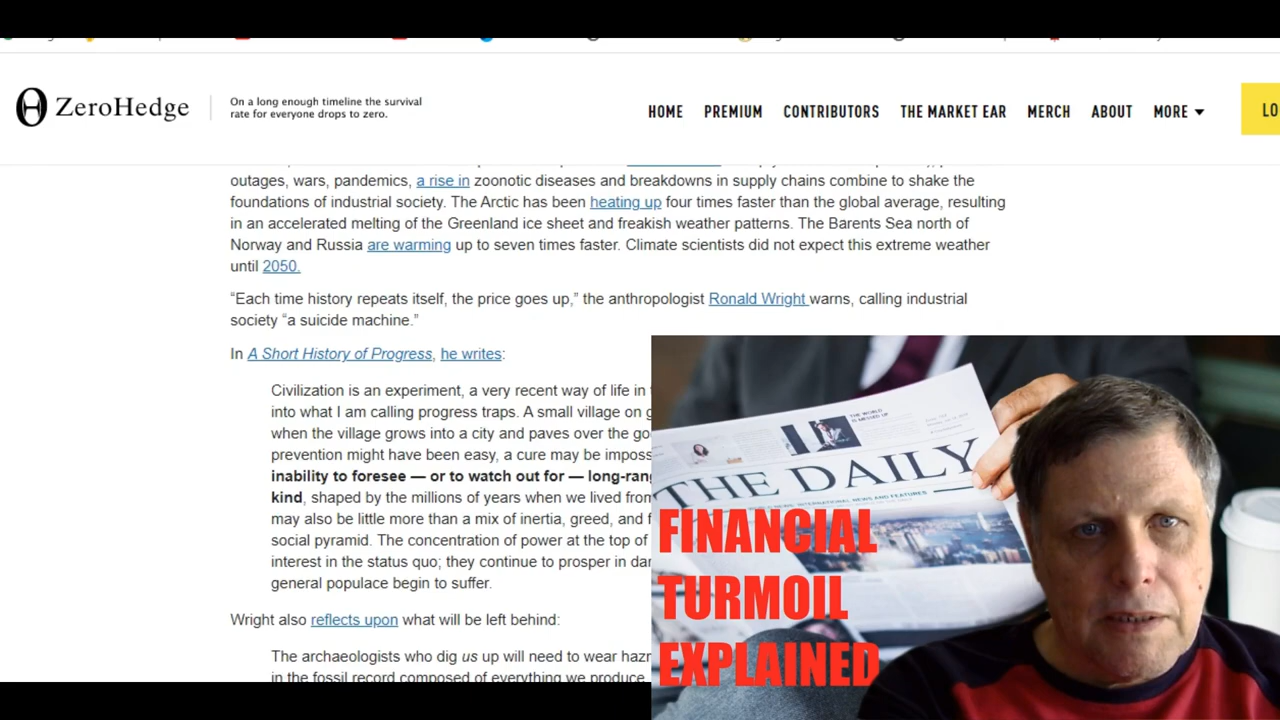 ZeroHedge
On a long enough timeline the survival
rate for everyone drops to zero.
HOME PREMIUM CONTRIBUTORS THE MARKET EAR MERCH ABOUT MORE
LO
outages, wars, pandemics, a rise in zoonotic diseases and breakdowns in supply chains combine to shake the
foundations of industrial society. The Arctic has been heating up four times faster than the global average, resulting
in an accelerated melting of the Greenland ice sheet and freakish weather patterns. The Barents Sea north of
Norway and Russia are warming up to seven times faster. Climate scientists did not expect this extreme weather
until 2050.
“Each time history repeats itself, the price goes up,” the anthropologist Ronald Wright warns, calling industrial
society “a suicide machine.”
In A Short History of Progress, he writes:
Civilization is an experiment, a very recent way of life in
into what I am calling progress traps. A small village on g
when the village grows into a city and paves over the go
prevention might have been easy, a cure may be imposs
inability to foresee — or to watch out for — long-ran
kind, shaped by the millions of years when we lived from
may also be little more than a mix of inertia, greed, and f
social pyramid. The concentration of power at the top of
interest in the status quo; they continue to prosper in dar
general populace begin to suffer.
Wright also reflects upon what will be left behind:
The archaeologists who dig us up will need to wear hazm
in the fossil record composed of everything we produce
THE WORLD
IS MESSED UP
THE DAILY
FINANCIAL
TURMOIL
EXPLAINED